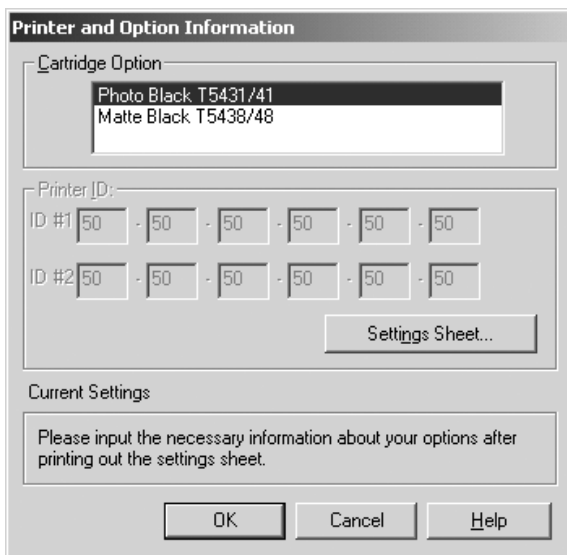 Printer and Option Information
Cartridge Option
Photo Black T5431/41
Matte Black T5438/48
Printer ID:
ID #1 50 - 50 - 50 - 50 - 50 - 50
ID #2 50 - 50 - 50 - 50 - 50 - 50
Settings Sheet...
Current Settings
Please input the necessary information about your options after
printing out the settings sheet.
OK Cancel Help